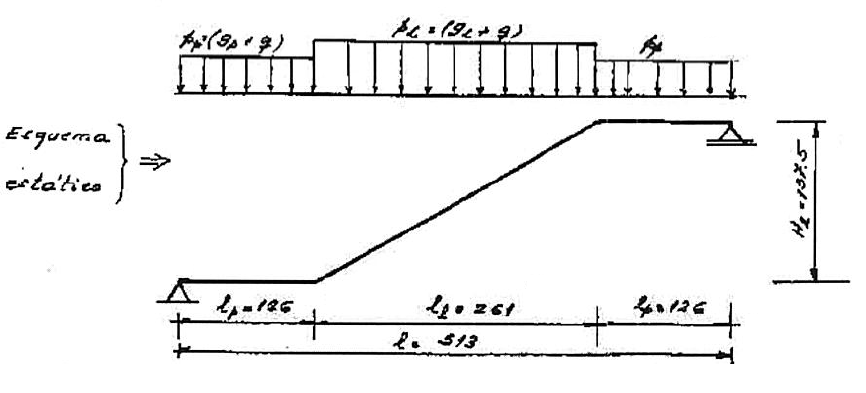 pp=(gp+q)
pl=(gl+q)
pp
Esquema
estático
Hl=137.5
lp=126
ll=261
lp=126
l=513